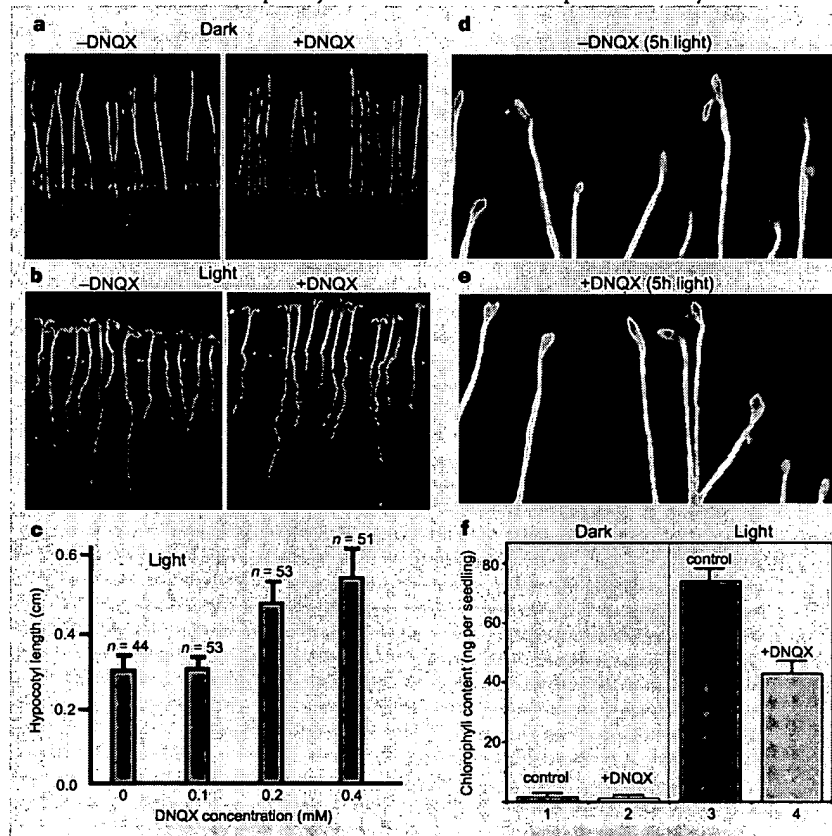 a
Dark
–DNQX +DNQX
b
Light
–DNQX +DNQX
c
Light
Hypocotyl length (cm)
0.6
0.4
0.2
0.0
n = 44
n = 53
n = 53
n = 51
0 0.1 0.2 0.4
DNQX concentration (mM)
d
–DNQX (5h light)
e
+DNQX (5h light)
f
Dark Light
Chlorophyll content (ng per seedling)
80
60
40
20
control
+DNQX
control
+DNQX
1 2 3 4